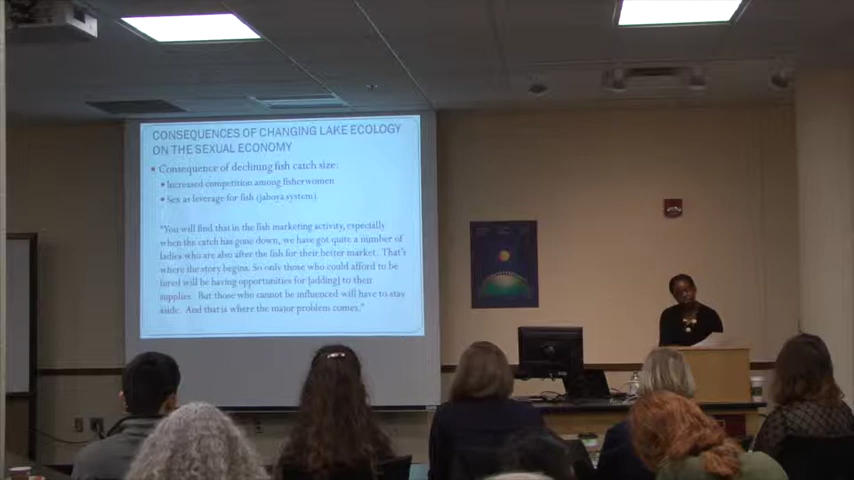 CONSEQUENCES OF CHANGING LAKE ECOLOGY
ON THE SEXUAL ECONOMY
Consequence of declining fish catch size:
Increased competition among fisherwomen
Sex as leverage for fish (jaboya system)
"You will find that in the fish marketing activity, especially
when the catch has gone down, we have got quite a number of
ladies who are also after the fish for their better market. That's
where the story begins. So only those who could afford to be
lured will be having opportunities for [adding] to their
supplies. But those who cannot be influenced will have to stay
aside. And that is where the major problem comes."